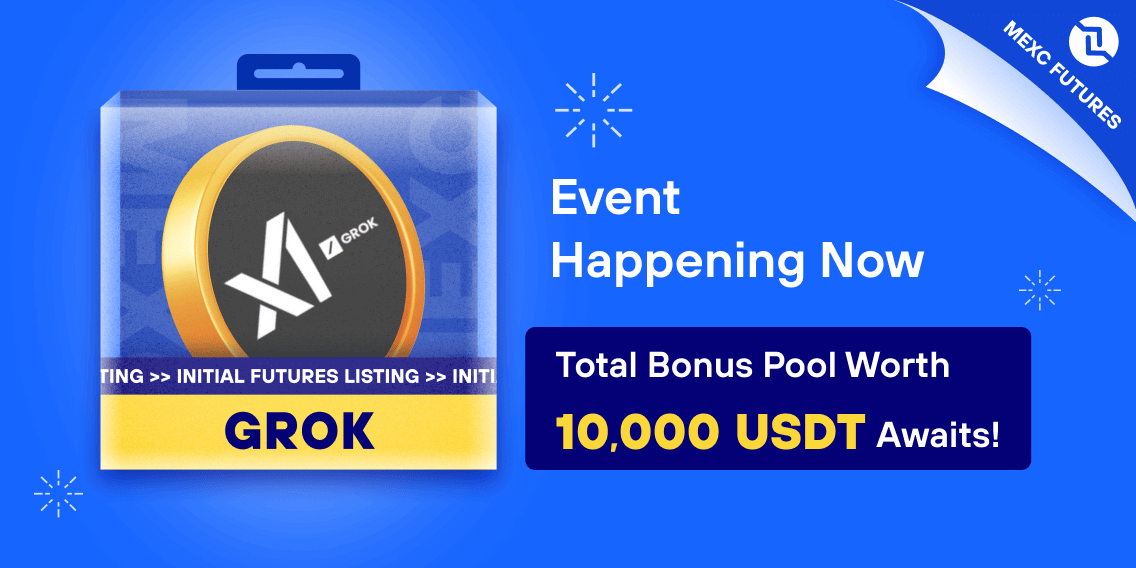 MEXC FUTURES
GROK
TING >> INITIAL FUTURES LISTING >> INITI
GROK
Event
Happening Now
Total Bonus Pool Worth
10,000 USDT Awaits!